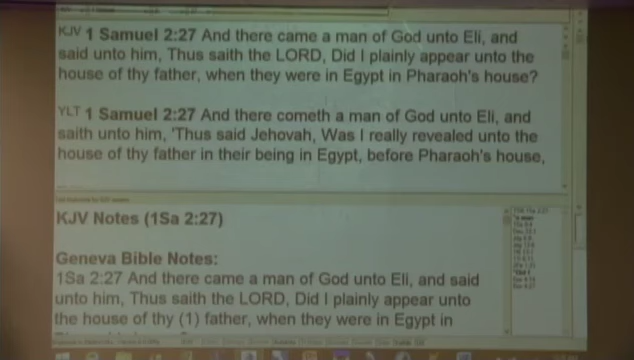 KJV 1 Samuel 2:27 And there came a man of God unto Eli, and
said unto him, Thus saith the LORD, Did I plainly appear unto the
house of thy father, when they were in Egypt in Pharaoh's house?
YLT 1 Samuel 2:27 And there cometh a man of God unto Eli, and
saith unto him, 'Thus said Jehovah, Was I really revealed unto the
house of thy father in their being in Egypt, before Pharaoh's house,
KJV Notes (1Sa 2:27)
Geneva Bible Notes:
1Sa 2:27 And there came a man of God unto Eli, and said
unto him, Thus saith the LORD, Did I plainly appear unto
the house of thy (1) father, when they were in Egypt in